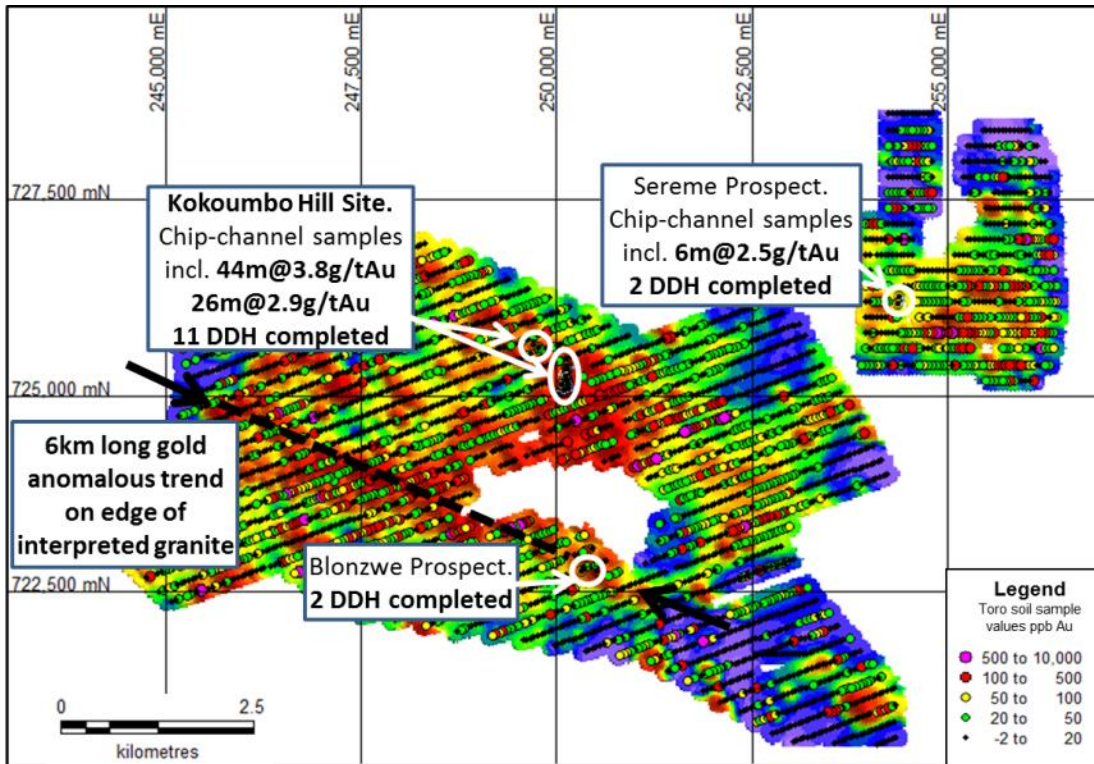 245,000 mE
247,500 mE
250,000 mE
252,500 mE
255,000 mE
727,500 mN
725,000 mN
722,500 mN
Kokoumbo Hill Site.
Chip-channel samples
incl. 44m@3.8g/tAu
26m@2.9g/tAu
11 DDH completed
Sereme Prospect.
Chip-channel samples
incl. 6m@2.5g/tAu
2 DDH completed
6km long gold
anomalous trend
on edge of
interpreted granite
Blonzwe Prospect.
2 DDH completed
0 2.5
kilometres
Legend
Toro soil sample
values ppb Au
500 to 10,000
100 to 500
50 to 100
20 to 50
-2 to 20